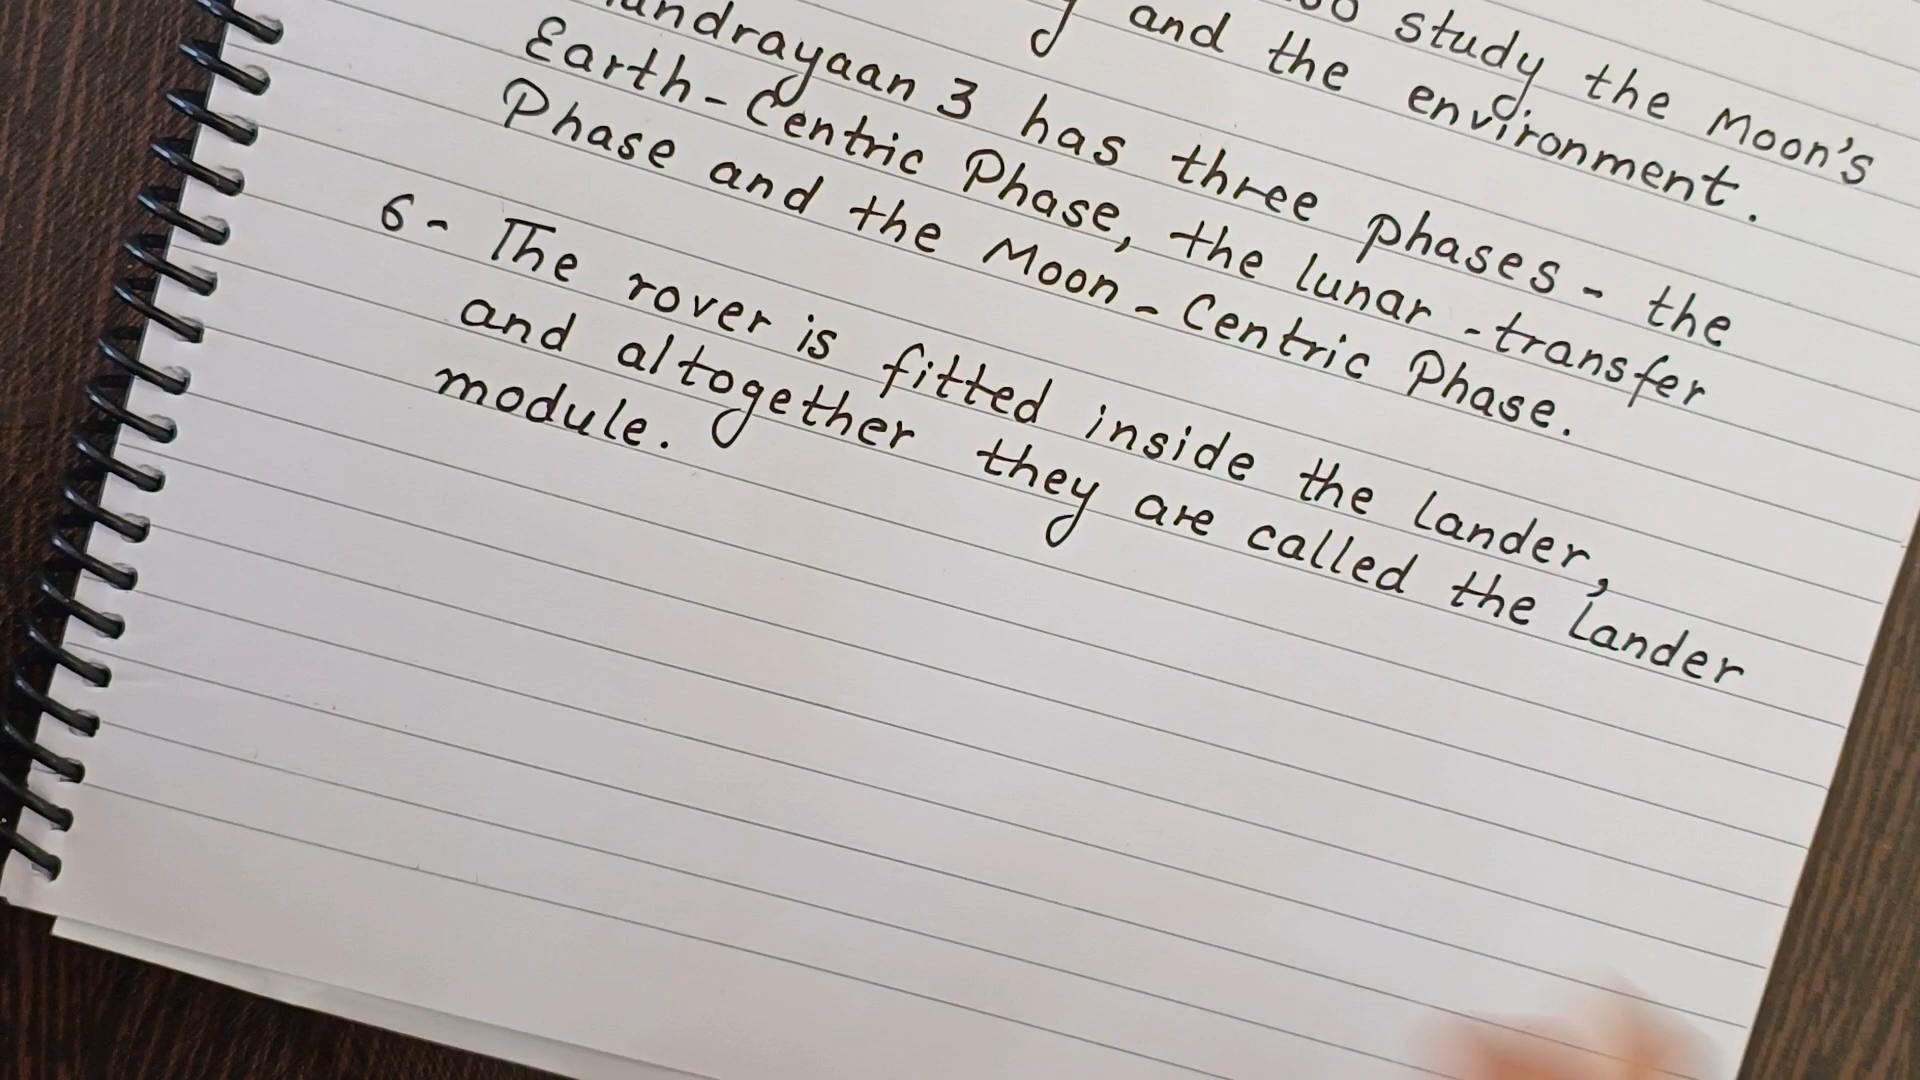 study the Moon's
and the environment.
Chandrayaan 3 has three phases - the
Earth-Centric Phase, the lunar-transfer
Phase and the Moon-Centric Phase.
6- The rover is fitted inside the lander,
and altogether they are called the lander
module.